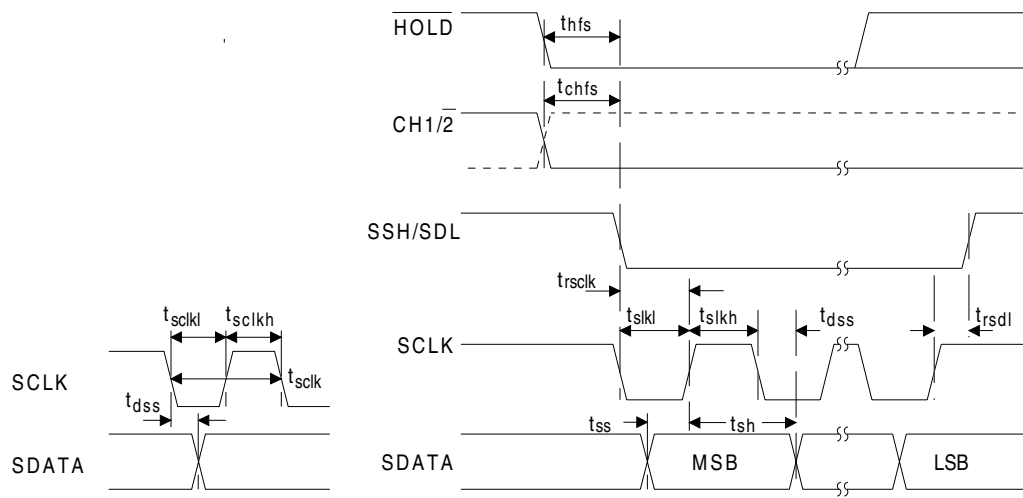 HOLD
thfs
tchfs
CH1/2
SSH/SDL
trsclk
tslkl tslkh tdss trsdl
SCLK
tss tsh
SDATA MSB LSB
tsclkl tsclkh
SCLK tsclk
tdss
SDATA